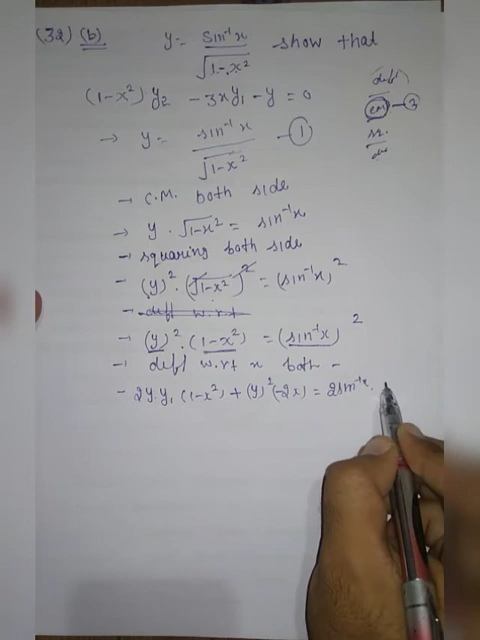 (32) (b) y = Sin⁻¹x / √1-x² show that
(1-x²) y₂ - 3xy₁ - y = 0
→ y = sin⁻¹x / √1-x² — ①
→ C.M. both side
→ y · √1-x² = sin⁻¹x
→ squaring both side
- (y)² · (√1-x²)² = (sin⁻¹x)²
- diff w.r.t
→ (y)² · (1-x²) = (sin⁻¹x)²
→ diff w.r.t x both -
- 2y.y₁ (1-x²) + (y)² (-2x) = 2sin⁻¹x.